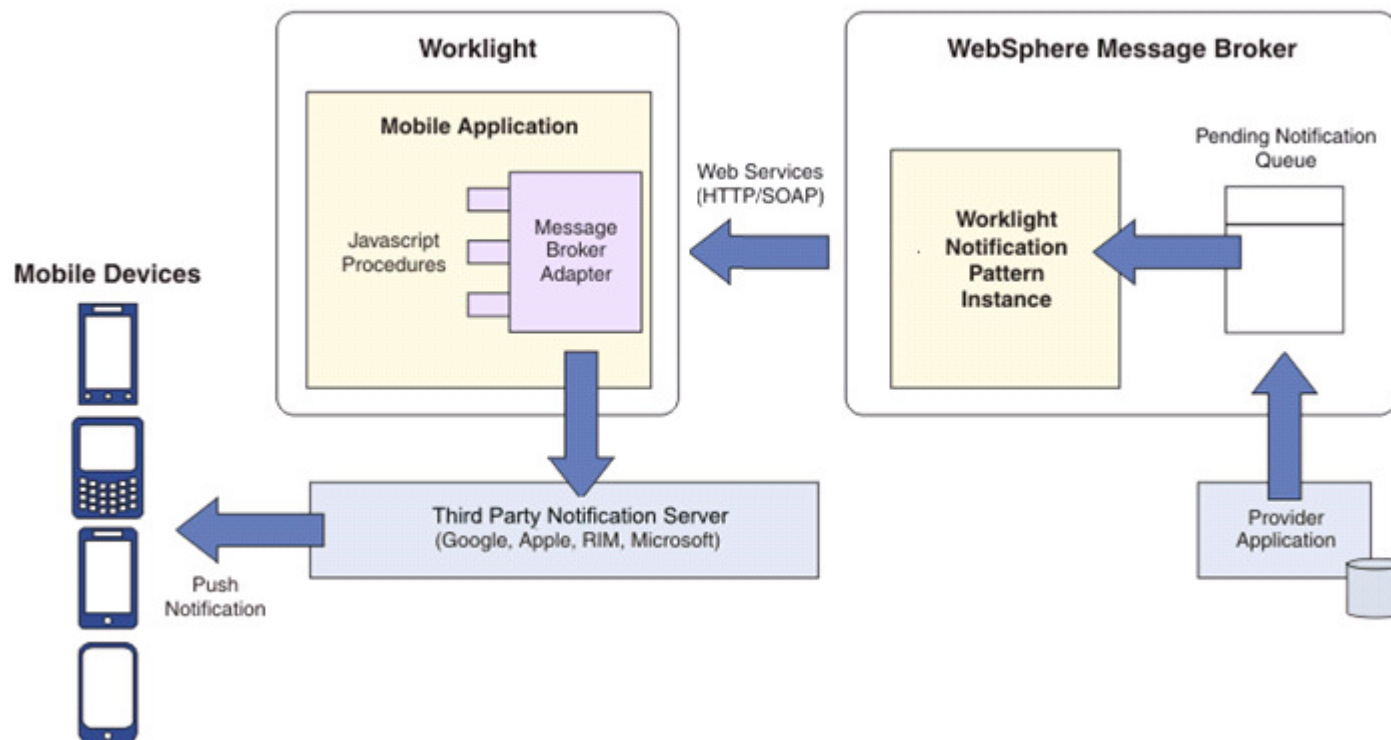 Worklight
WebSphere Message Broker
Mobile Application
Pending Notification
Queue
Web Services
(HTTP/SOAP)
Javascript
Procedures
Message
Broker
Adapter
Worklight
Notification
Pattern
Instance
Mobile Devices
Third Party Notification Server
(Google, Apple, RIM, Microsoft)
Provider
Application
Push
Notification